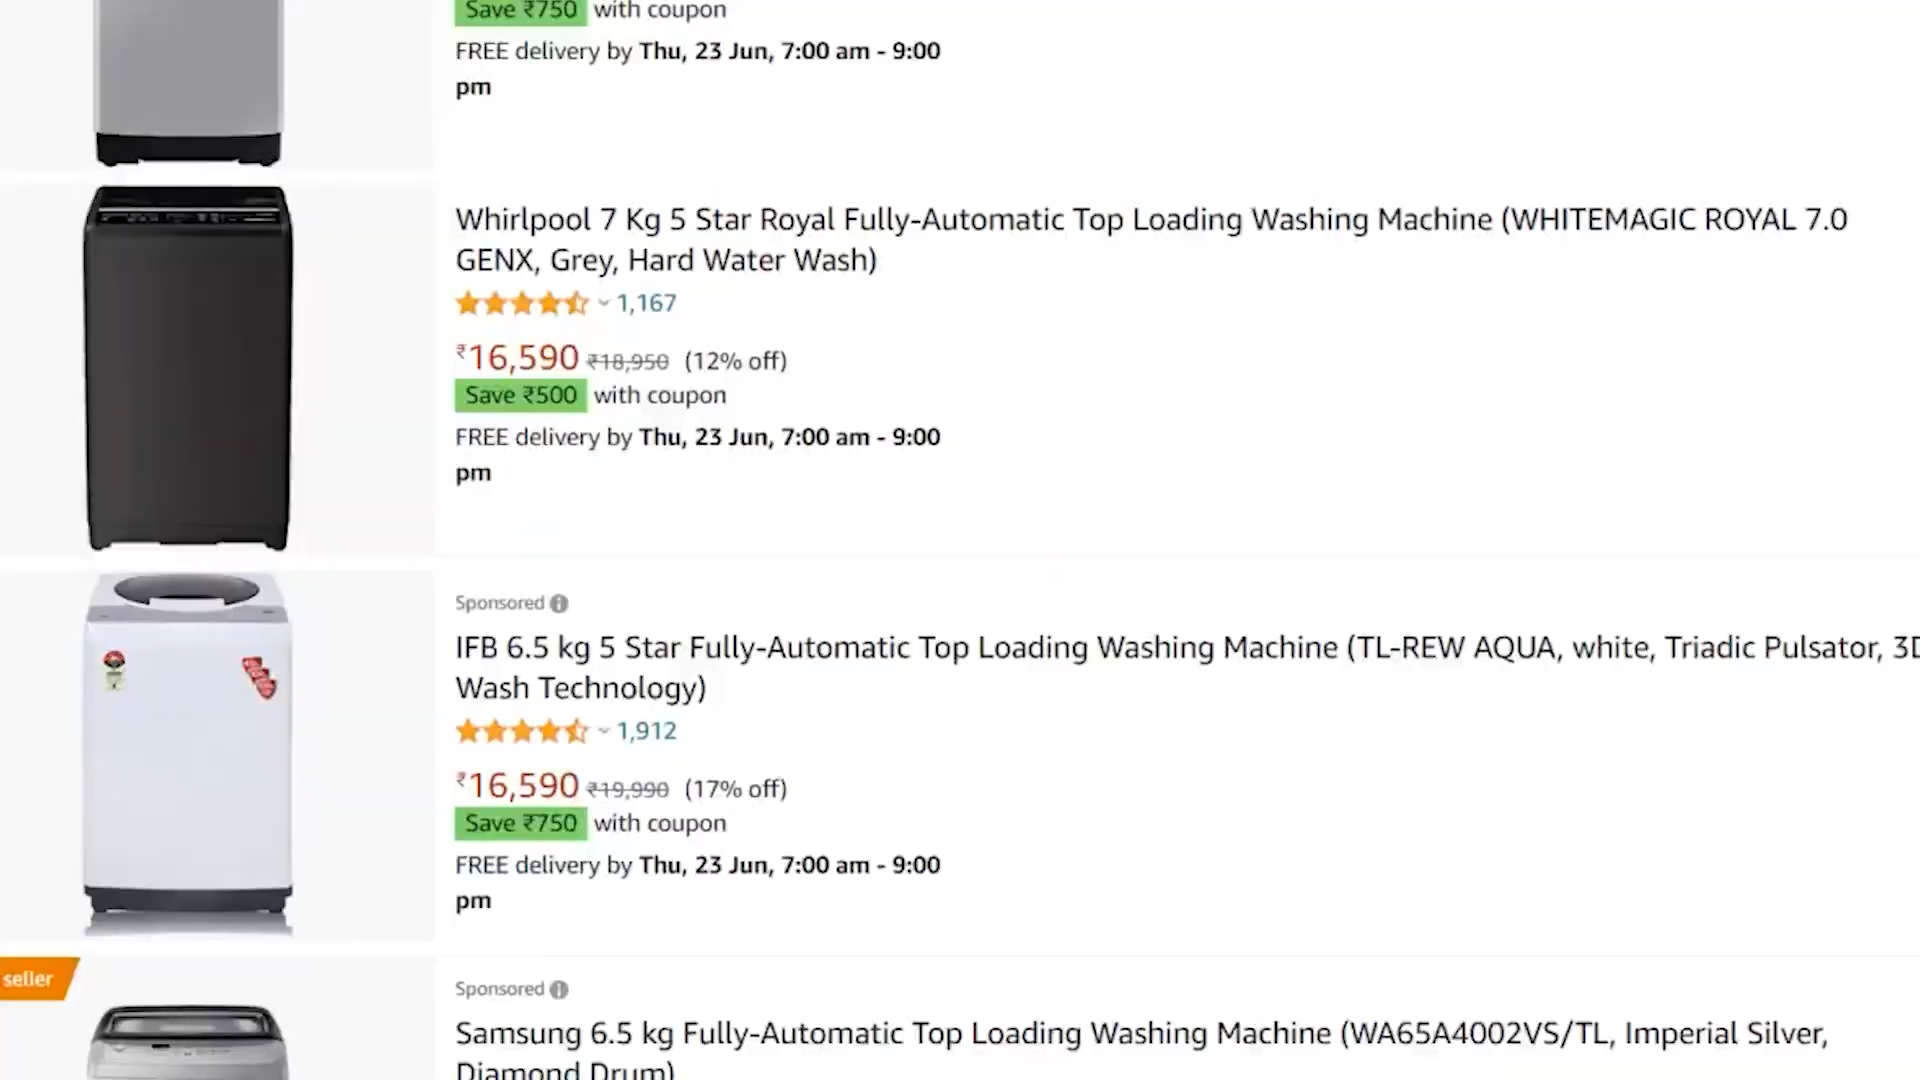 Save ₹750 with coupon
FREE delivery by Thu, 23 Jun, 7:00 am - 9:00
pm
Whirlpool 7 Kg 5 Star Royal Fully-Automatic Top Loading Washing Machine (WHITEMAGIC ROYAL 7.0
GENX, Grey, Hard Water Wash)
1,167
₹16,590 ₹18,950 (12% off)
Save ₹500 with coupon
FREE delivery by Thu, 23 Jun, 7:00 am - 9:00
pm
Sponsored
IFB 6.5 kg 5 Star Fully-Automatic Top Loading Washing Machine (TL-REW AQUA, white, Triadic Pulsator, 3D
Wash Technology)
1,912
₹16,590 ₹19,990 (17% off)
Save ₹750 with coupon
FREE delivery by Thu, 23 Jun, 7:00 am - 9:00
pm
seller
Sponsored
Samsung 6.5 kg Fully-Automatic Top Loading Washing Machine (WA65A4002VS/TL, Imperial Silver,
Diamond Drum)